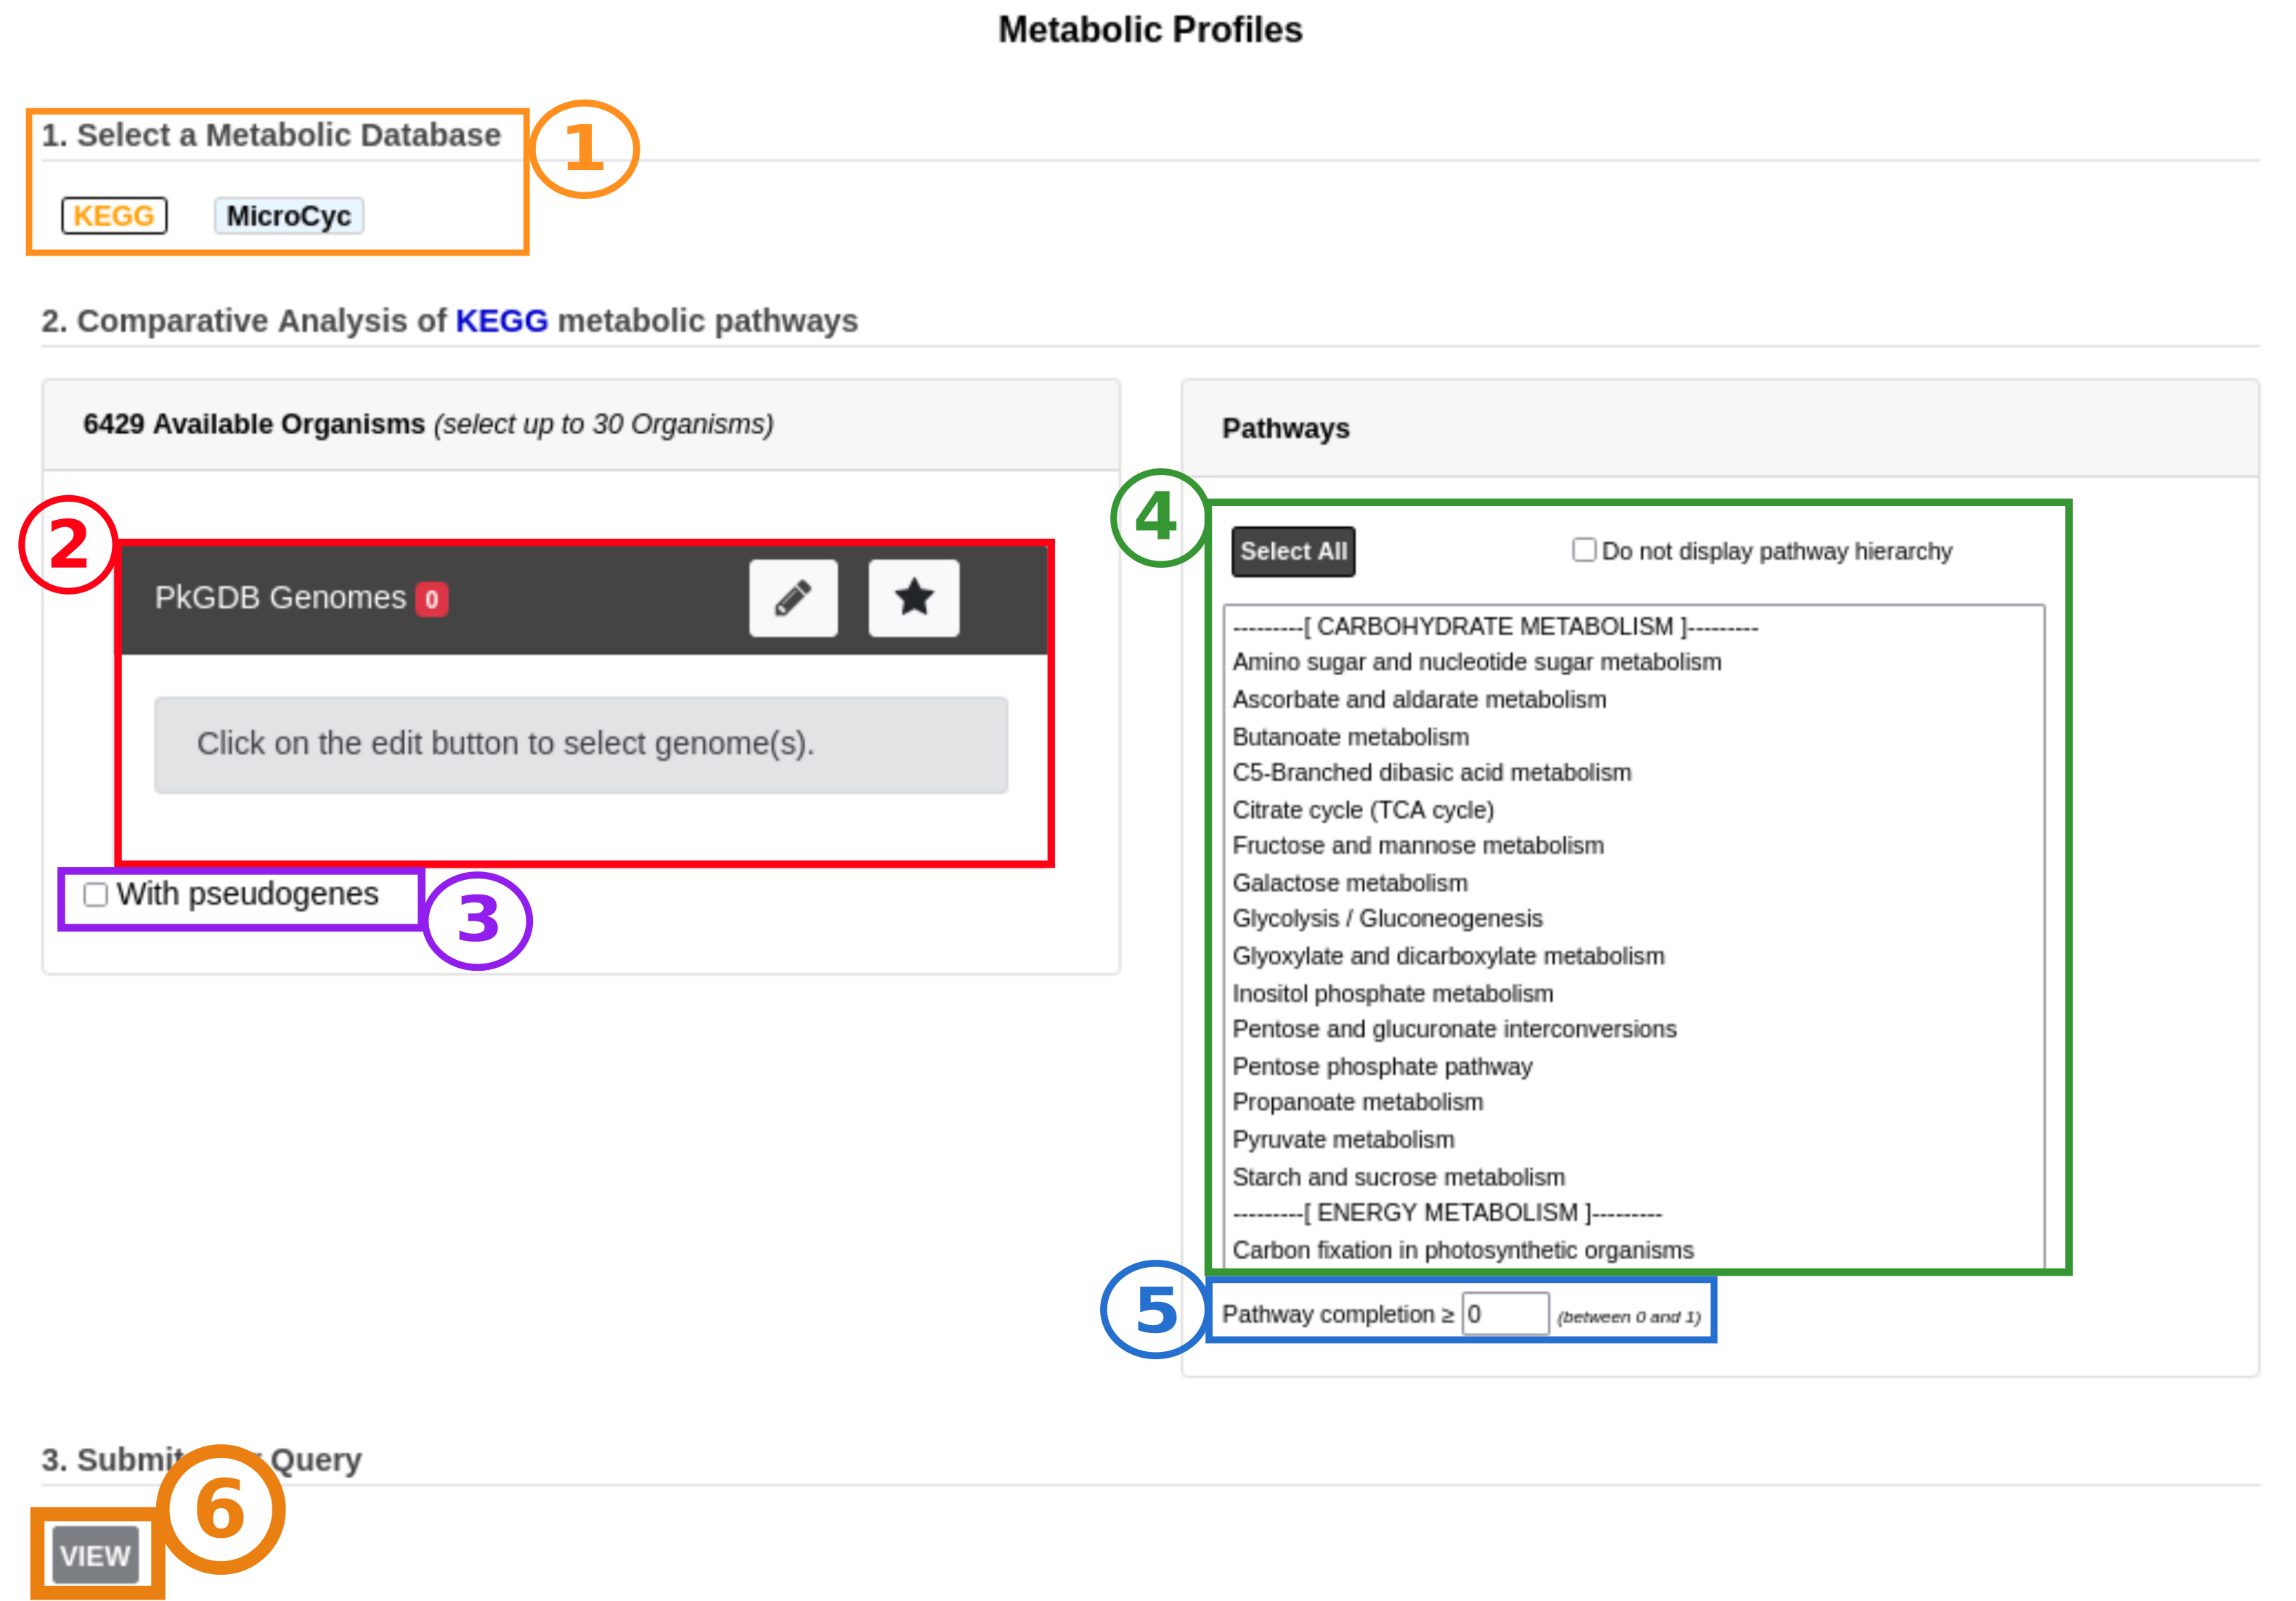 Metabolic Profiles
1. Select a Metabolic Database
1
KEGG MicroCyc
2. Comparative Analysis of KEGG metabolic pathways
6429 Available Organisms (select up to 30 Organisms)
2
PkGDB Genomes 0
Click on the edit button to select genome(s).
With pseudogenes
3
Pathways
4
Select All Do not display pathway hierarchy
---------[ CARBOHYDRATE METABOLISM ]---------
Amino sugar and nucleotide sugar metabolism
Ascorbate and aldarate metabolism
Butanoate metabolism
C5-Branched dibasic acid metabolism
Citrate cycle (TCA cycle)
Fructose and mannose metabolism
Galactose metabolism
Glycolysis / Gluconeogenesis
Glyoxylate and dicarboxylate metabolism
Inositol phosphate metabolism
Pentose and glucuronate interconversions
Pentose phosphate pathway
Propanoate metabolism
Pyruvate metabolism
Starch and sucrose metabolism
---------[ ENERGY METABOLISM ]---------
Carbon fixation in photosynthetic organisms
5
Pathway completion ≥ 0 (between 0 and 1)
3. Submit Query
6
VIEW